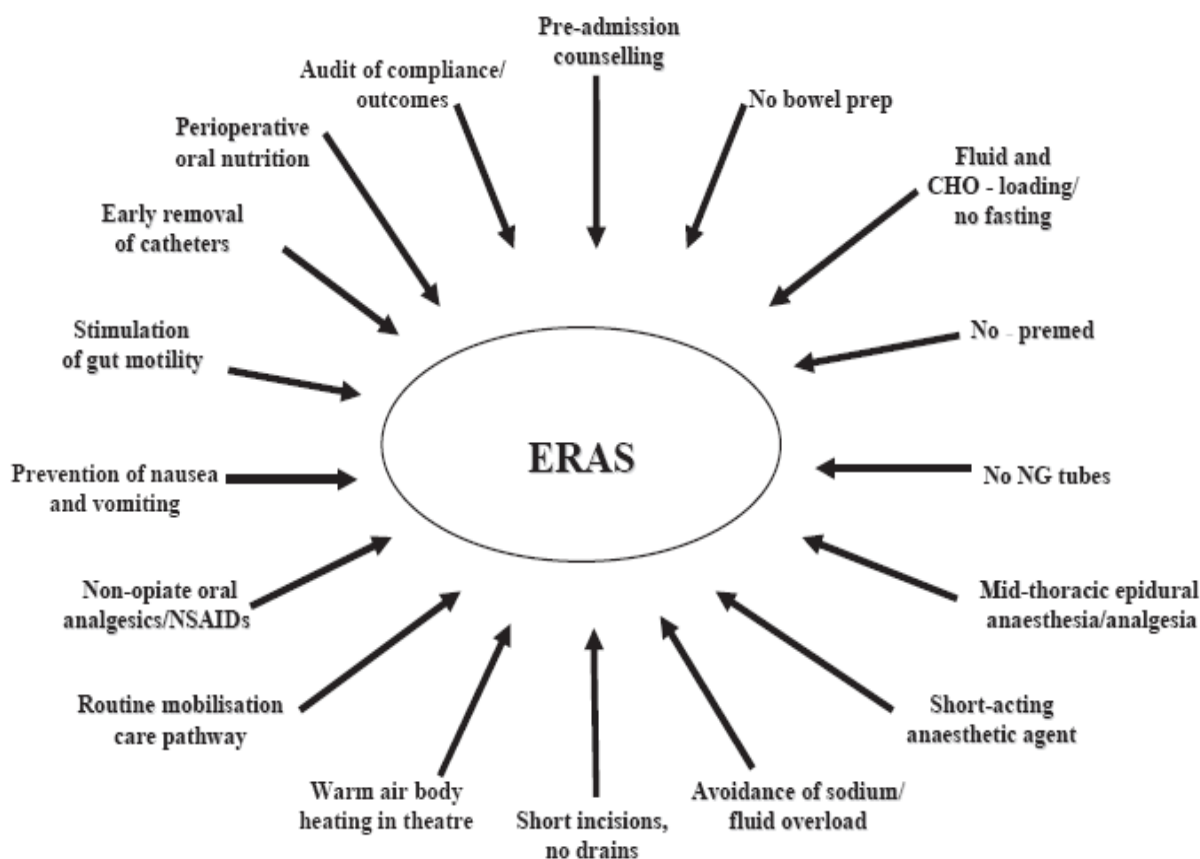 Pre-admission
counselling
No bowel prep
Fluid and
CHO - loading/
no fasting
No - premed
No NG tubes
Mid-thoracic epidural
anaesthesia/analgesia
Short-acting
anaesthetic agent
Avoidance of sodium/
fluid overload
Short incisions,
no drains
Warm air body
heating in theatre
Routine mobilisation
care pathway
Non-opiate oral
analgesics/NSAIDs
Prevention of nausea
and vomiting
Stimulation
of gut motility
Early removal
of catheters
Perioperative
oral nutrition
Audit of compliance/
outcomes
ERAS